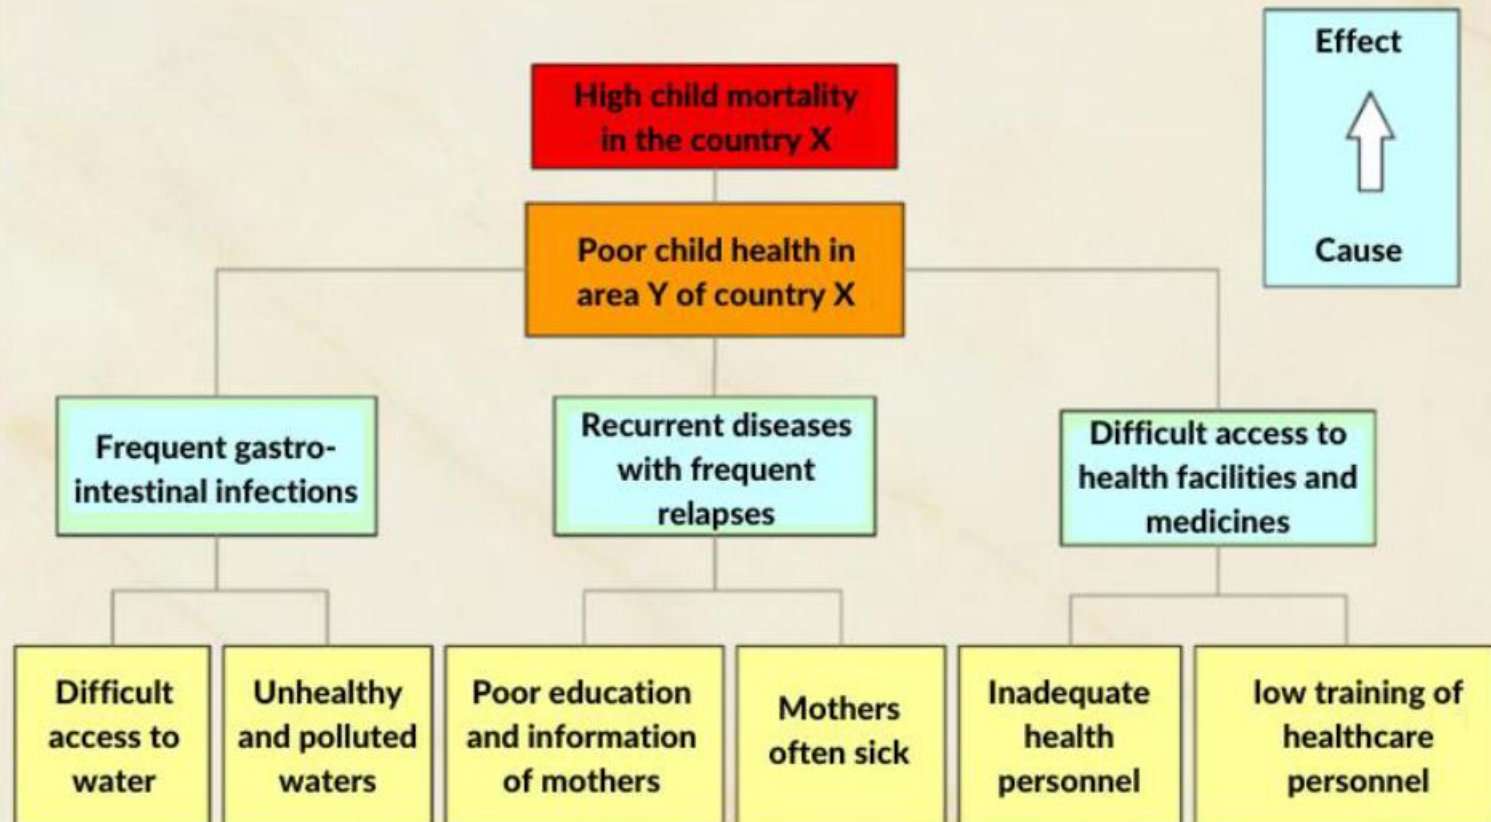 Effect
Cause
High child mortality
in the country X
Poor child health in
area Y of country X
Frequent gastro-
intestinal infections
Recurrent diseases
with frequent
relapses
Difficult access to
health facilities and
medicines
Difficult
access to
water
Unhealthy
and polluted
waters
Poor education
and information
of mothers
Mothers
often sick
Inadequate
health
personnel
low training of
healthcare
personnel